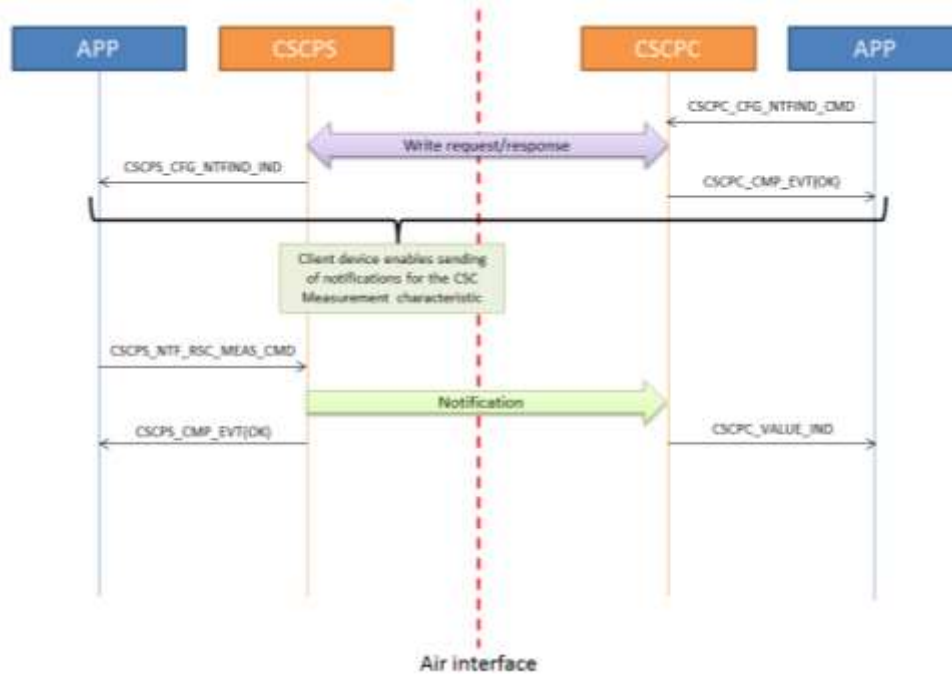 APP
CSCPS
CSCPC
APP
CSCPC_CFG_NTFIND_CMD
Write request/response
CSCPS_CFG_NTFIND_IND
CSCPC_CMP_EVT(OK)
Client device enables sending
of notifications for the CSC
Measurement characteristic
CSCPS_NTF_RSC_MEAS_CMD
Notification
CSCPS_CMP_EVT(OK)
CSCPC_VALUE_IND
Air interface